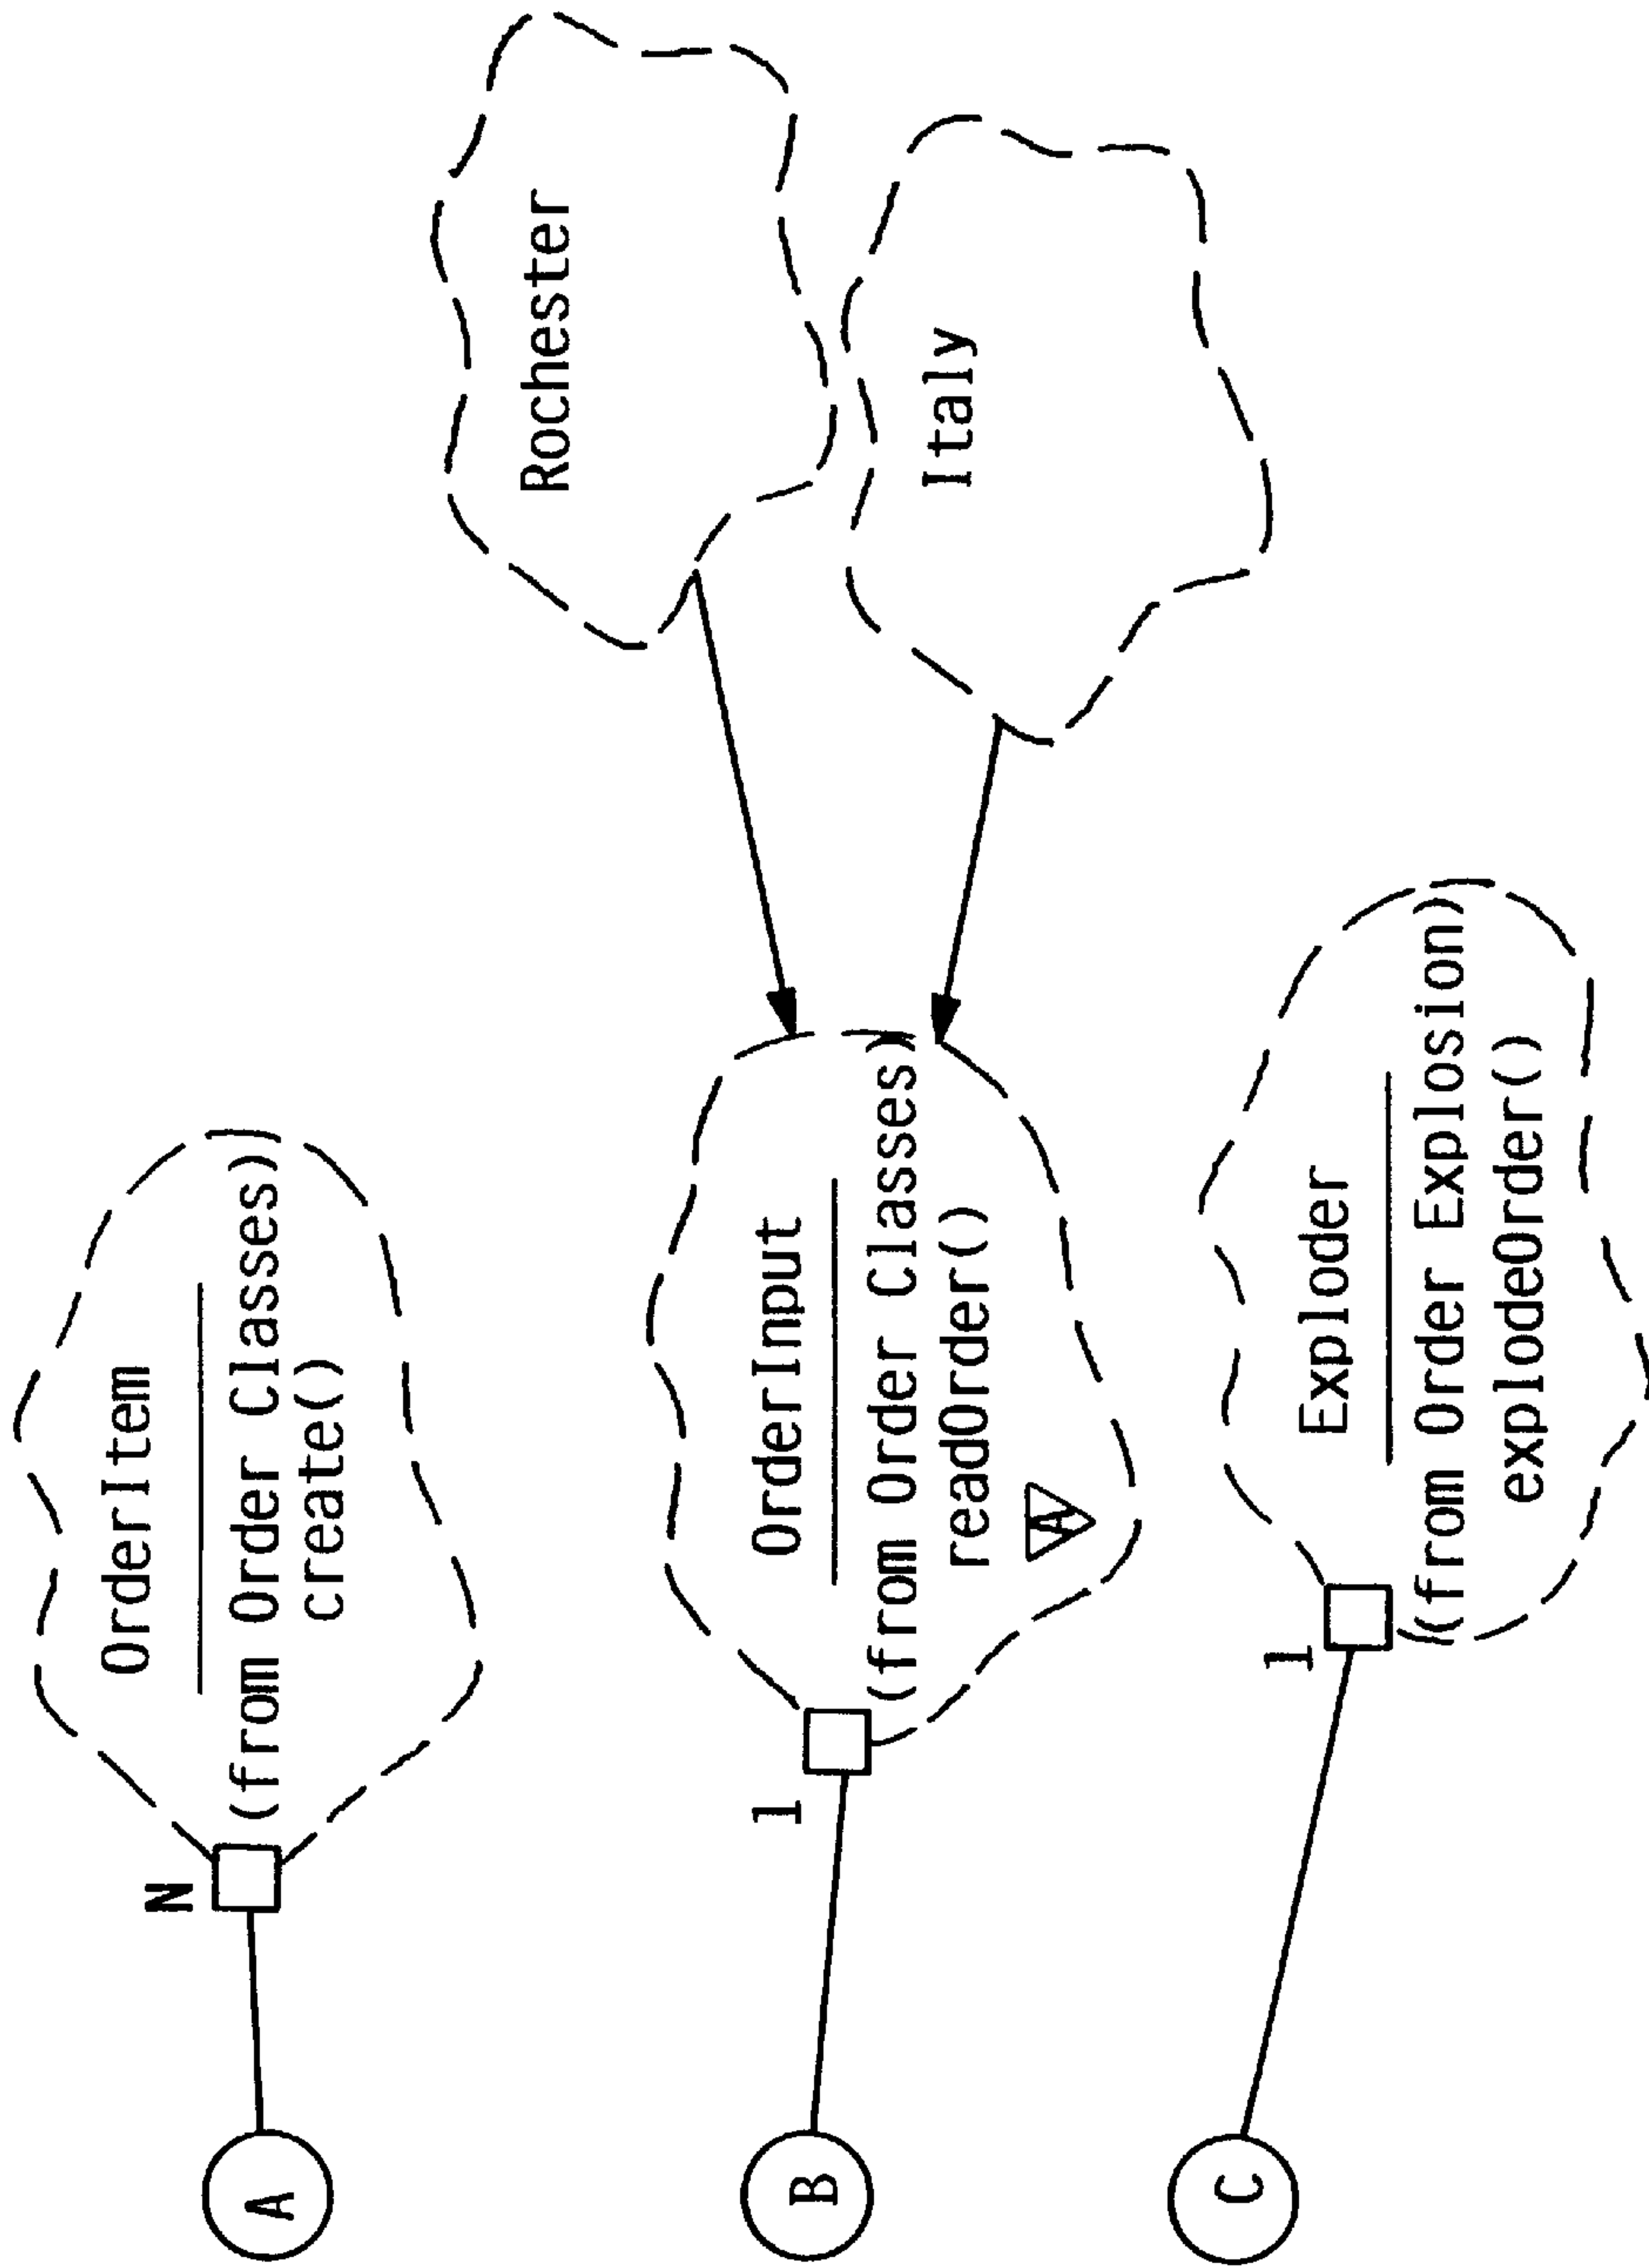 A
N
OrderItem
(from Order Classes)
create()
B
1
OrderInput
(from Order Classes)
readOrder()
A
Rochester
Italy
C
1
Exploder
(from Order Explosion)
explodeOrder()